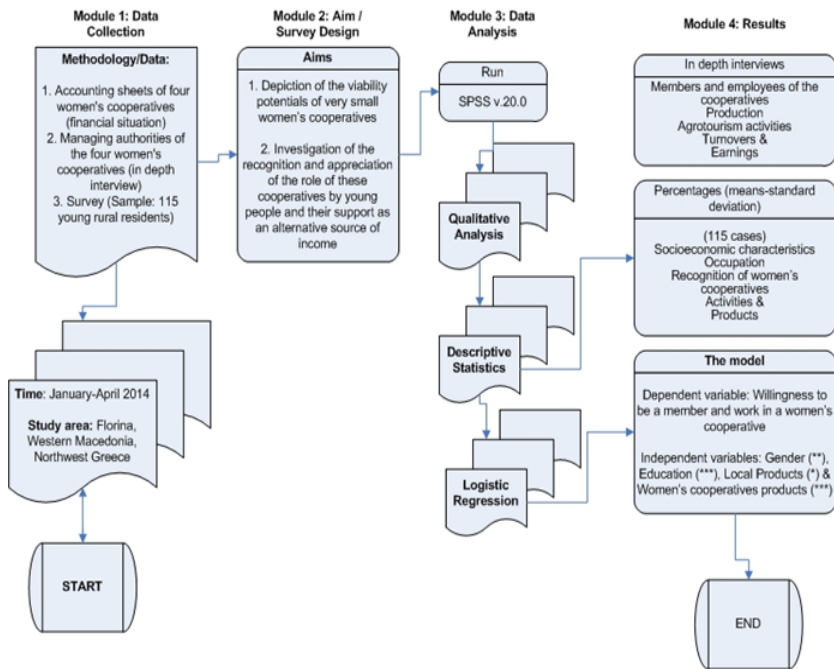 Module 1: Data
Collection
Methodology/Data:
1. Accounting sheets of four
women's cooperatives
(financial situation)
2. Managing authorities of
the four women's
cooperatives (in depth
interview)
3. Survey (Sample: 115
young rural residents)
Time: January-April 2014
Study area: Florina,
Western Macedonia,
Northwest Greece
START
Module 2: Aim /
Survey Design
Aims
1. Depiction of the viability
potentials of very small
women's cooperatives
2. Investigation of the
recognition and appreciation
of the role of these
cooperatives by young
people and their support as
an alternative source of
income
Module 3: Data
Analysis
Run
SPSS v.20.0
Qualitative
Analysis
Descriptive
Statistics
Logistic
Regression
Module 4: Results
In depth interviews
Members and employees of the
cooperatives
Production
Agrotourism activities
Turnovers &
Earnings
Percentages (means-standard
deviation)
(115 cases)
Socioeconomic characteristics
Occupation
Recognition of women's
cooperatives
Activities &
Products
The model
Dependent variable: Willingness to
be a member and work in a women's
cooperative
Independent variables: Gender (**),
Education (***), Local Products (*) &
Women's cooperatives products (***)
END